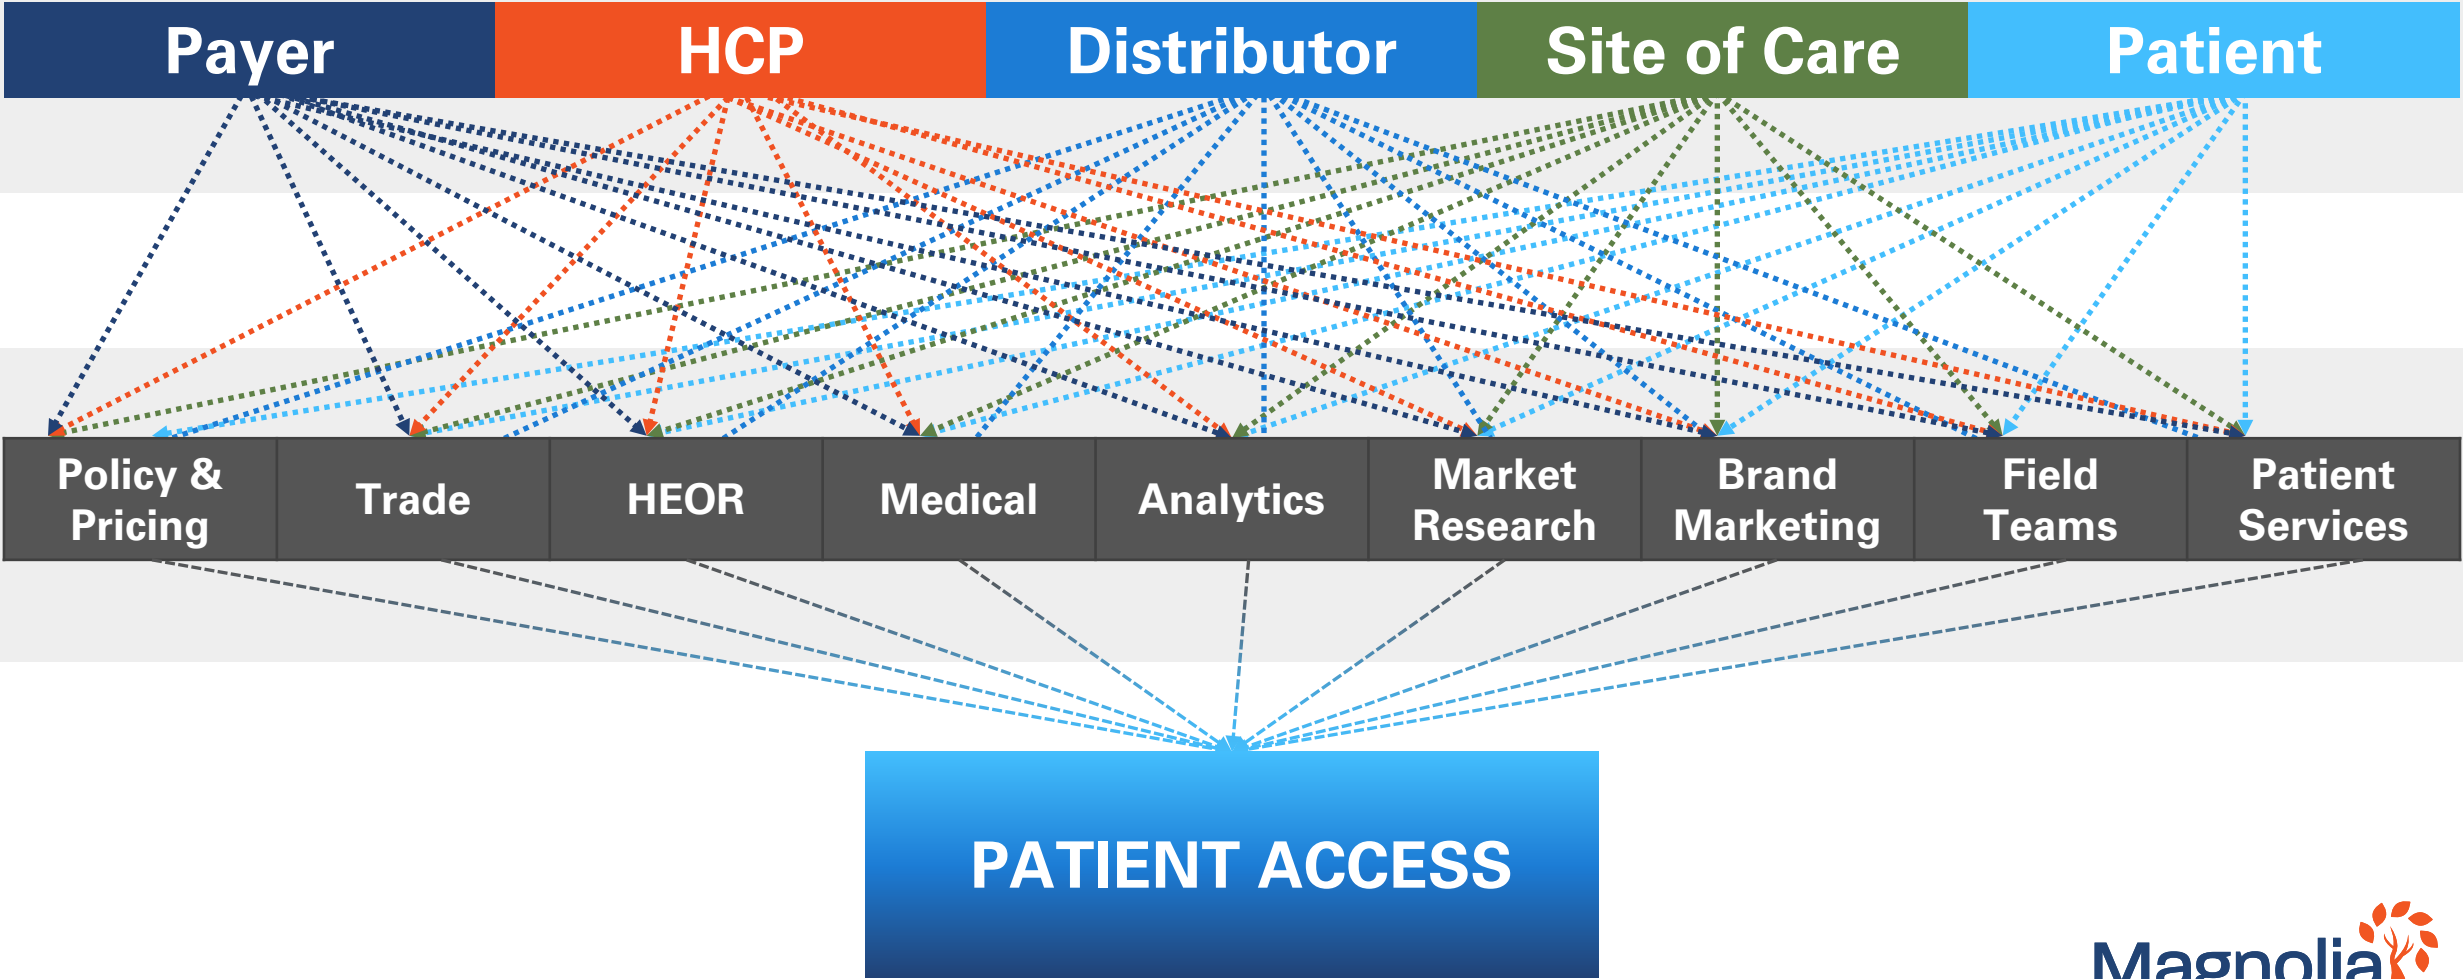 Payer HCP Distributor Site of Care Patient
Policy & Pricing
Trade
HEOR
Medical
Analytics
Market Research
Brand Marketing
Field Teams
Patient Services
PATIENT ACCESS
Magnolia